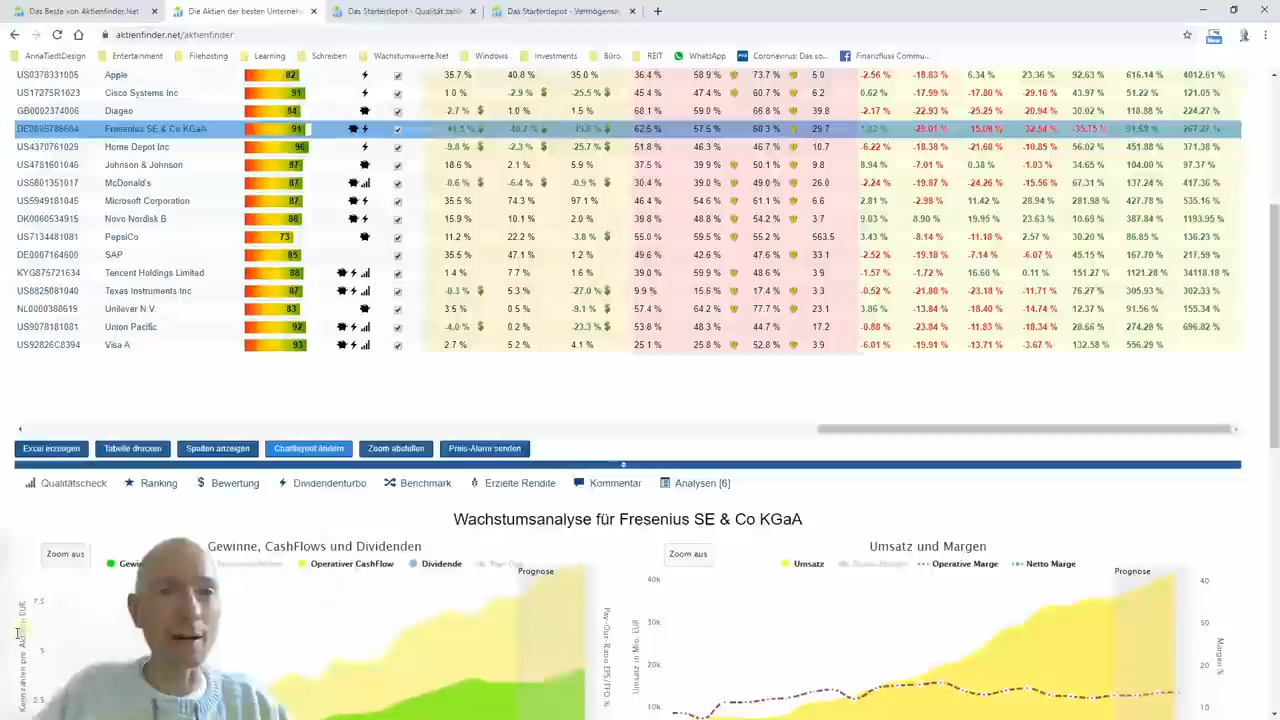 Das Beste von Aktienfinder.Net
Die Aktien der besten Unterneh
Das Starterdepot - Qualität zahlt
Das Starterdepot - Vermögense
aktienfinder.net/aktienfinder
AnnaTiedtDesign Entertainment Filehosting Learning Schreiben Wachstumswerte.Net Windows Investments Büro REIT WhatsApp Coronavirus: Das so... Finanzfluss Commu...
US0378331005 Apple 82 35.7 % 40.8 % 35.0 % 36.4 % 58.9 % 73.7 % 5.0 -2.56 % -18.83 % 6.34 % 23.36 % 92.63 % 616.14 % 4012.61 %
US17275R1023 Cisco Systems Inc 91 1.0 % -2.9 % $ -25.5 % $ 45.4 % 47.4 % 60.7 % 6.2 0.62 % -17.99 % -17.80 % -29.16 % 43.97 % 51.22 % 121.05 %
GB0002374006 Diageo 84 -2.7 % $ 1.0 % 1.5 % 68.1 % 59.0 % 66.8 % 39.8 -2.17 % -22.93 % -25.25 % -20.94 % 30.02 % 118.88 % 224.27 %
DE0005785604 Fresenius SE & Co KGaA 91 62.5 % 57.5 % 60.3 % 29.7 -29.01 % -35.75 %
US4370761029 Home Depot Inc 96 -9.8 % $ -2.3 % $ -25.7 % $ 51.8 % 46.3 % 46.7 % 10.7 -6.22 % -18.38 % -21.60 % -10.85 % 56.02 % 451.88 % 371.38 %
US4781601046 Johnson & Johnson 87 18.6 % 2.1 % 5.9 % 37.5 % 39.9 % 50.1 % 9.8 8.94 % -7.01 % 0.38 % -1.03 % 34.65 % 104.00 % 97.37 %
US5801351017 McDonald's 87 -0.6 % $ -6.4 % $ -0.9 % $ 30.4 % 39.0 % 49.0 % 26.0 -2.24 % -19.87 % -24.26 % -15.56 % 67.31 % 137.24 % 417.36 %
US5949181045 Microsoft Corporation 87 35.5 % 74.3 % 97.1 % 46.4 % 54.6 % 61.1 % 6.6 2.81 % -2.98 % 11.42 % 28.94 % 281.98 % 427.78 % 535.16 %
DK0060534915 Novo Nordisk B 88 15.9 % 10.1 % 2.0 % 39.8 % 48.8 % 54.2 % 3.7 9.03 % 8.90 % 19.95 % 23.63 % 10.69 % 387.84 % 1193.95 %
US7134481081 PepsiCo 73 11.2 % 22.2 % -3.8 % $ 55.0 % 55.2 % 563.5 3.43 % -8.14 % -11.18 % 2.57 % 30.20 % 86.85 % 136.23 %
DE0007164600 SAP 85 35.5 % 47.1 % 1.2 % 49.6 % 42.6 % 47.6 % 33.1 -2.52 % -19.18 % -7.14 % -6.07 % 45.15 % 167.70 % 217.59 %
KYG875721634 Tencent Holdings Limited 88 1.4 % 7.7 % 1.6 % 39.0 % 59.9 % 48.6 % 3.9 -1.57 % -1.72 % 16.60 % 0.11 % 151.27 % 1121.28 % 34118.18 %
US8825081040 Texas Instruments Inc 87 -0.3 % $ 5.3 % -27.0 % $ 9.9 % 15.6 % 17.4 % 3.3 -0.52 % -21.80 % -23.18 % -11.71 % 76.27 % 305.93 % 302.33 %
NL0000388619 Unilever N.V. 83 3.5 % 0.5 % -9.1 % $ 57.4 % 64.2 % 77.7 % 23.1 3.86 % -13.84 % -18.40 % -14.74 % 12.37 % 91.56 % 155.34 %
US9078181081 Union Pacific 92 -4.0 % $ 0.2 % -23.3 % $ 53.8 % 48.3 % 44.7 % 17.2 -0.88 % -23.84 % -11.83 % -18.34 % 28.66 % 274.28 % 696.82 %
US92826C8394 Visa A 93 2.7 % 5.2 % 4.1 % 25.1 % 25.8 % 52.8 % 3.9 -6.01 % -19.91 % -13.71 % -3.67 % 132.58 % 556.29 %
Excel erzeugen Tabelle drucken Spalten anzeigen Chartlayout ändern Zoom abstellen Preis-Alarm senden
Qualitätscheck Ranking $ Bewertung Dividendenturbo Benchmark Erzielte Rendite Kommentar Analysen [6]
Wachstumsanalyse für Fresenius SE & Co KGaA
Gewinne, CashFlows und Dividenden
Zoom aus
Operativer CashFlow Dividende
Prognose
7.5
5
2.5
Pay-Out-Ratio EPS/FFO %
Umsatz und Margen
Zoom aus
Umsatz Operative Marge Netto Marge
Prognose
40k 40
30k
20k 20
10k 10
Umsatz in Mio. EUR
Margen %